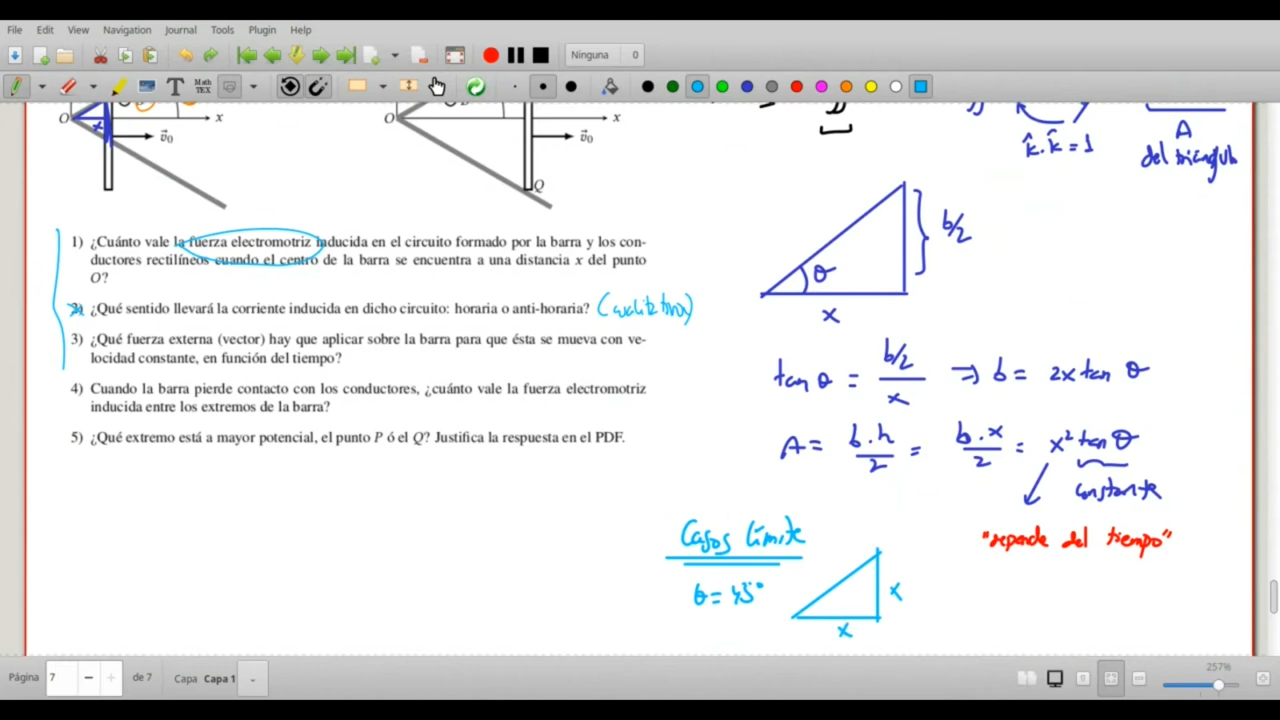 File Edit View Navigation Journal Tools Plugin Help
Ninguna 0
T Math TEX
O x x v⃗0
O x v⃗0
Q
k̂.k̂ = 1
A
del triangulo
1) ¿Cuánto vale la fuerza electromotriz inducida en el circuito formado por la barra y los con-
ductores rectilíneos cuando el centro de la barra se encuentra a una distancia x del punto
O?
2) ¿Qué sentido llevará la corriente inducida en dicho circuito: horaria o anti-horaria? (cualitativa)
3) ¿Qué fuerza externa (vector) hay que aplicar sobre la barra para que ésta se mueva con ve-
locidad constante, en función del tiempo?
4) Cuando la barra pierde contacto con los conductores, ¿cuánto vale la fuerza electromotriz
inducida entre los extremos de la barra?
5) ¿Qué extremo está a mayor potencial, el punto P ó el Q? Justifica la respuesta en el PDF.
b/2
θ
x
tan θ = b/2 / x => b = 2x tan θ
A = b.h / 2 = b.x / 2 = x² tan θ
constante
"depende del tiempo"
Casos límite
θ = 45°
x
x
Página 7 de 7 Capa Capa 1 257%